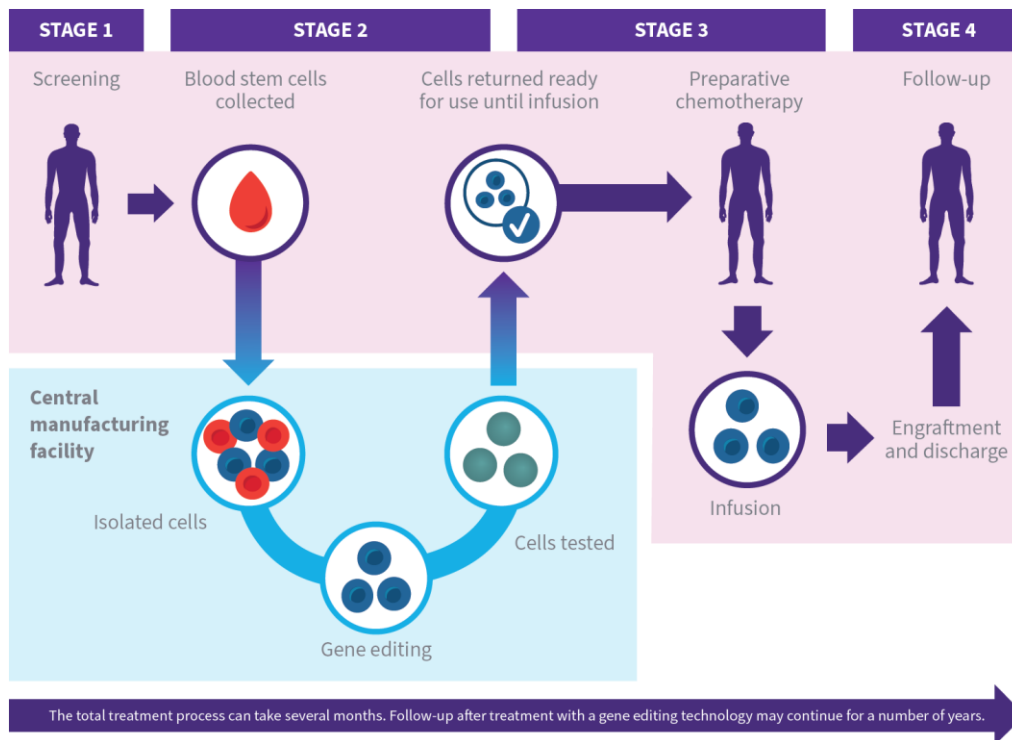 STAGE 1
STAGE 2
STAGE 3
STAGE 4
Screening
Blood stem cells
collected
Cells returned ready
for use until infusion
Preparative
chemotherapy
Follow-up
Central
manufacturing
facility
Isolated cells
Gene editing
Cells tested
Infusion
Engraftment
and discharge
The total treatment process can take several months. Follow-up after treatment with a gene editing technology may continue for a number of years.